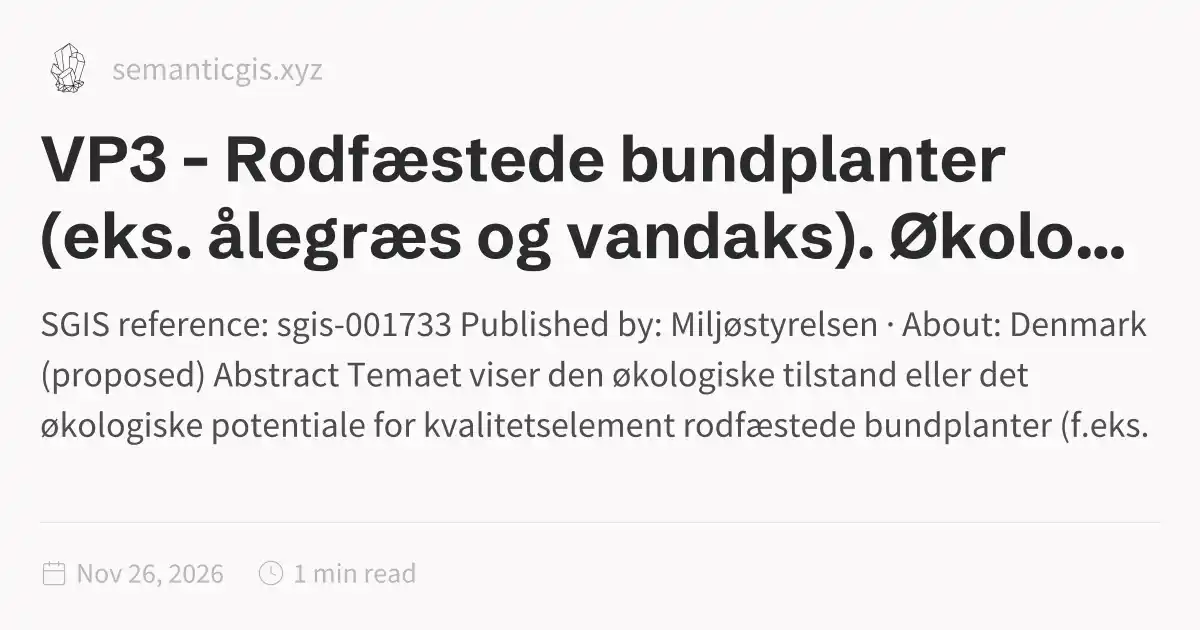 semanticgis.xyz
VP3 - Rodfæstede bundplanter
(eks. ålegræs og vandaks). Økolo...
SGIS reference: sgis-001733 Published by: Miljøstyrelsen · About: Denmark
(proposed) Abstract Temaet viser den økologiske tilstand eller det
økologiske potentiale for kvalitetselement rodfæstede bundplanter (f.eks.
Nov 26, 2026 1 min read